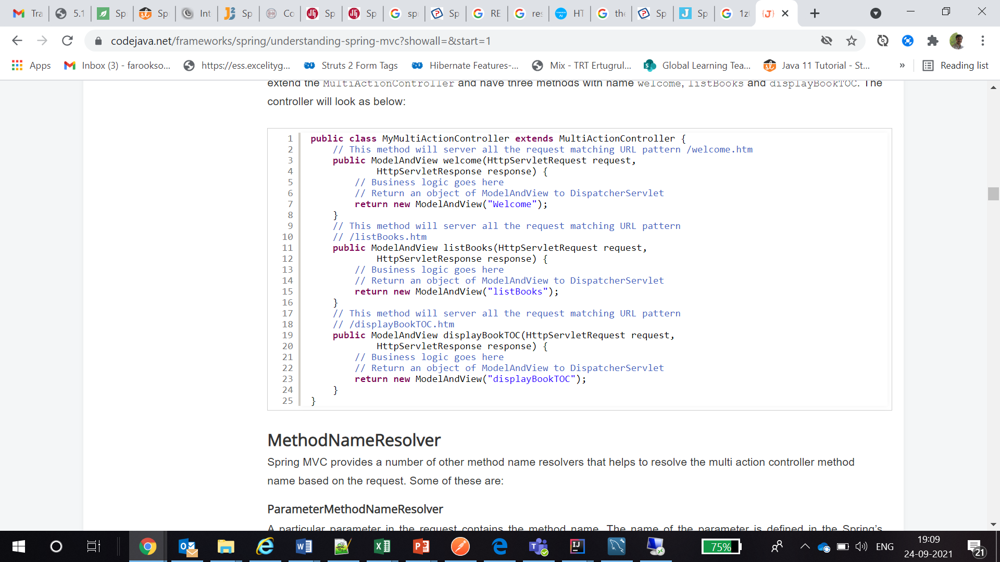 Tra
5.1
Sp
Sp
Int
Sp
Co
Sp
Sp
sp
Sp
RE
res
HT
the
Sp
Sp
1z
{J}
codejava.net/frameworks/spring/understanding-spring-mvc?showall=&start=1
Apps
Inbox (3) - farookso...
https://ess.excelityg...
Struts 2 Form Tags
Hibernate Features-...
Mix - TRT Ertugrul...
Global Learning Tea...
Java 11 Tutorial - St...
»
Reading list
extend the MultiActionController and have three methods with name welcome, listBooks and displayBookTOC. The
controller will look as below:
1 public class MyMultiActionController extends MultiActionController {
2 // This method will server all the request matching URL pattern /welcome.htm
3 public ModelAndView welcome(HttpServletRequest request,
4 HttpServletResponse response) {
5 // Business logic goes here
6 // Return an object of ModelAndView to DispatcherServlet
7 return new ModelAndView("Welcome");
8 }
9 // This method will server all the request matching URL pattern
10 // /listBooks.htm
11 public ModelAndView listBooks(HttpServletRequest request,
12 HttpServletResponse response) {
13 // Business logic goes here
14 // Return an object of ModelAndView to DispatcherServlet
15 return new ModelAndView("listBooks");
16 }
17 // This method will server all the request matching URL pattern
18 // /displayBookTOC.htm
19 public ModelAndView displayBookTOC(HttpServletRequest request,
20 HttpServletResponse response) {
21 // Business logic goes here
22 // Return an object of ModelAndView to DispatcherServlet
23 return new ModelAndView("displayBookTOC");
24 }
25 }
MethodNameResolver
Spring MVC provides a number of other method name resolvers that helps to resolve the multi action controller method
name based on the request. Some of these are:
ParameterMethodNameResolver
A particular parameter in the request contains the method name. The name of the parameter is defined in the Spring's
75%
ENG
19:09
24-09-2021
21